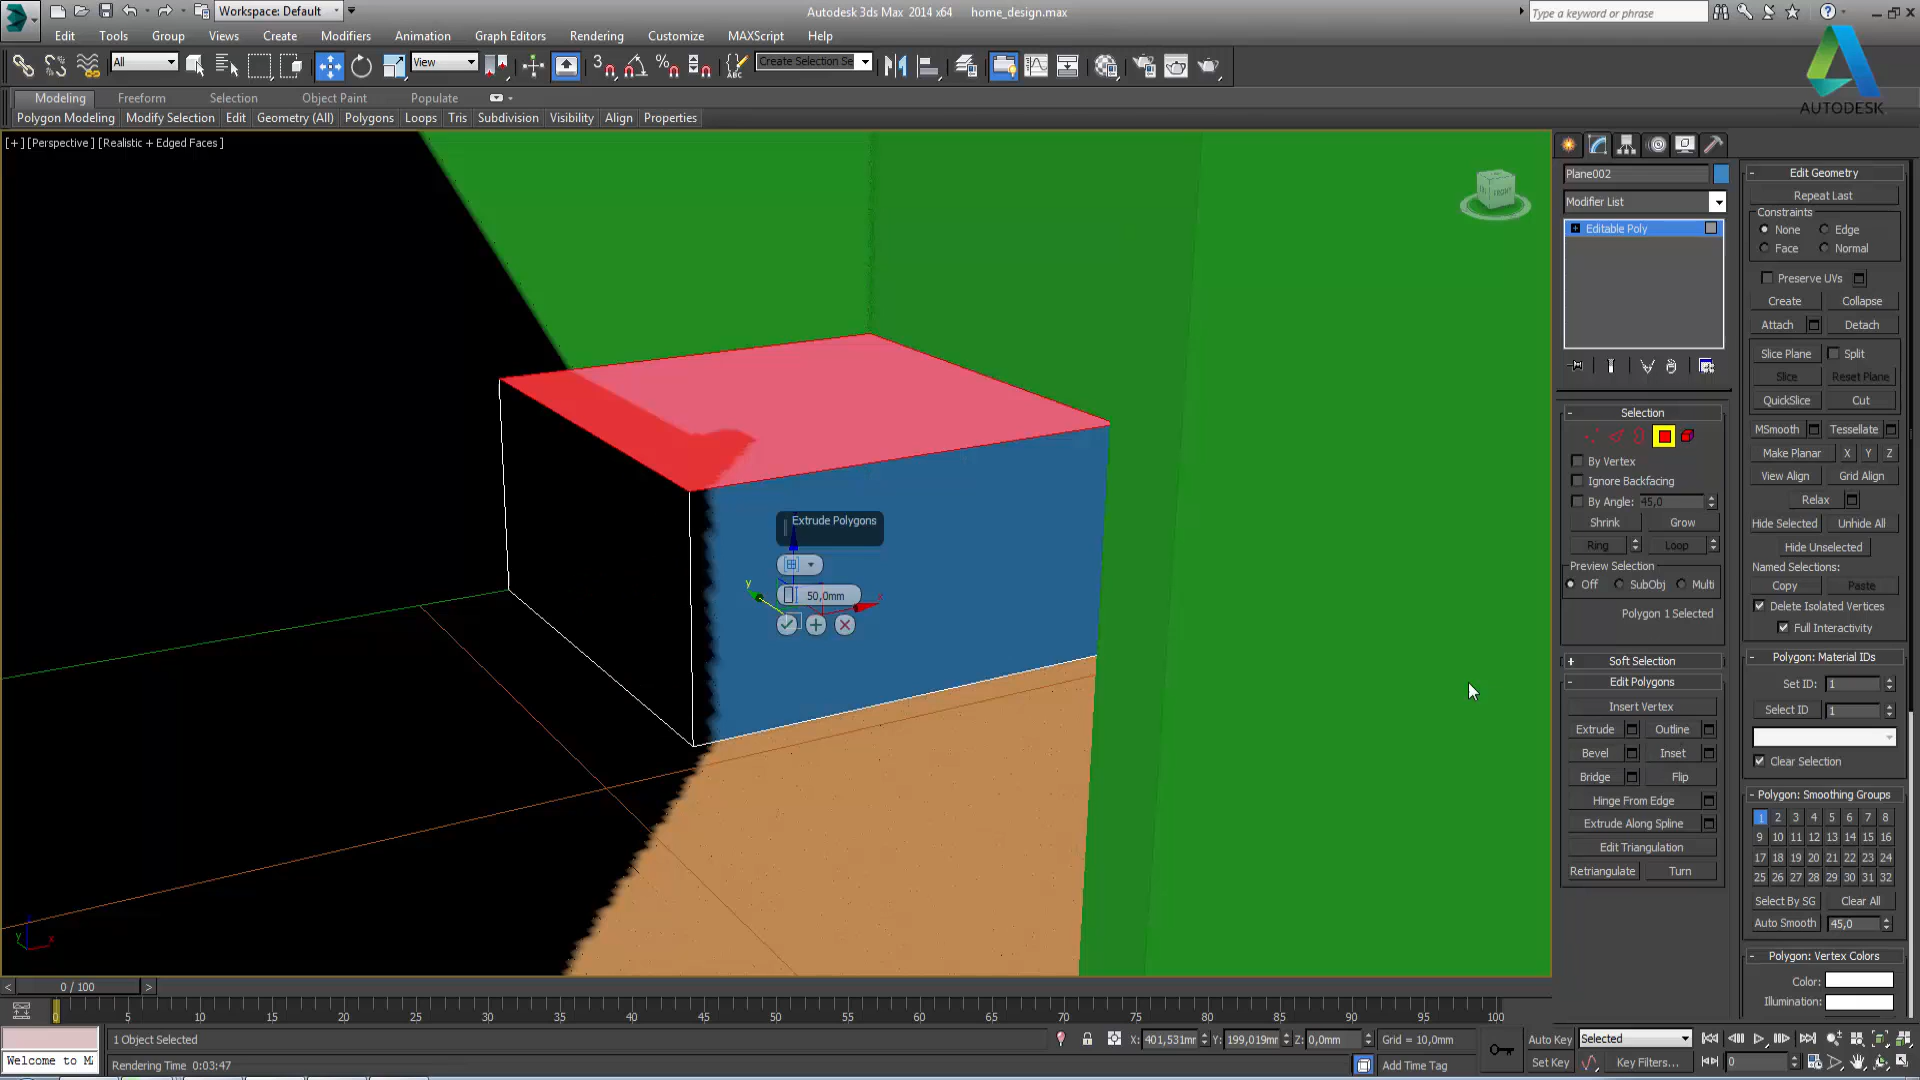 Workspace: Default
Autodesk 3ds Max 2014 x64 home_design.max
Type a keyword or phrase
Edit Tools Group Views Create Modifiers Animation Graph Editors Rendering Customize MAXScript Help
AUTODESK
All
View
3
Create Selection Se
Modeling Freeform Selection Object Paint Populate
Polygon Modeling Modify Selection Edit Geometry (All) Polygons Loops Tris Subdivision Visibility Align Properties
[+] [Perspective ] [Realistic + Edged Faces ]
FRONT
Extrude Polygons
50,0mm
y
x
Plane002
Modifier List
Editable Poly
Selection
By Vertex
Ignore Backfacing
By Angle: 45,0
Shrink Grow
Ring Loop
Preview Selection
Off SubObj Multi
Polygon 1 Selected
Soft Selection
Edit Polygons
Insert Vertex
Extrude Outline
Bevel Inset
Bridge Flip
Hinge From Edge
Extrude Along Spline
Edit Triangulation
Retriangulate Turn
Edit Geometry
Repeat Last
Constraints
None Edge
Face Normal
Preserve UVs
Create Collapse
Attach Detach
Slice Plane Split
Slice Reset Plane
QuickSlice Cut
MSmooth Tessellate
Make Planar X Y Z
View Align Grid Align
Relax
Hide Selected Unhide All
Hide Unselected
Named Selections:
Copy Paste
Delete Isolated Vertices
Full Interactivity
Polygon: Material IDs
Set ID: 1
Select ID 1
Clear Selection
Polygon: Smoothing Groups
1 2 3 4 5 6 7 8
9 10 11 12 13 14 15 16
17 18 19 20 21 22 23 24
25 26 27 28 29 30 31 32
Select By SG Clear All
Auto Smooth 45,0
Polygon: Vertex Colors
Color:
Illumination:
y x
0 / 100
0 5 10 15 20 25 30 35 40 45 50 55 60 65 70 75 80 85 90 95 100
1 Object Selected
X: 401,531mm Y: 199,019mm Z: 0,0mm Grid = 10,0mm
Auto Key Selected
Welcome to M
Rendering Time 0:03:47
Add Time Tag
Set Key Key Filters...
0